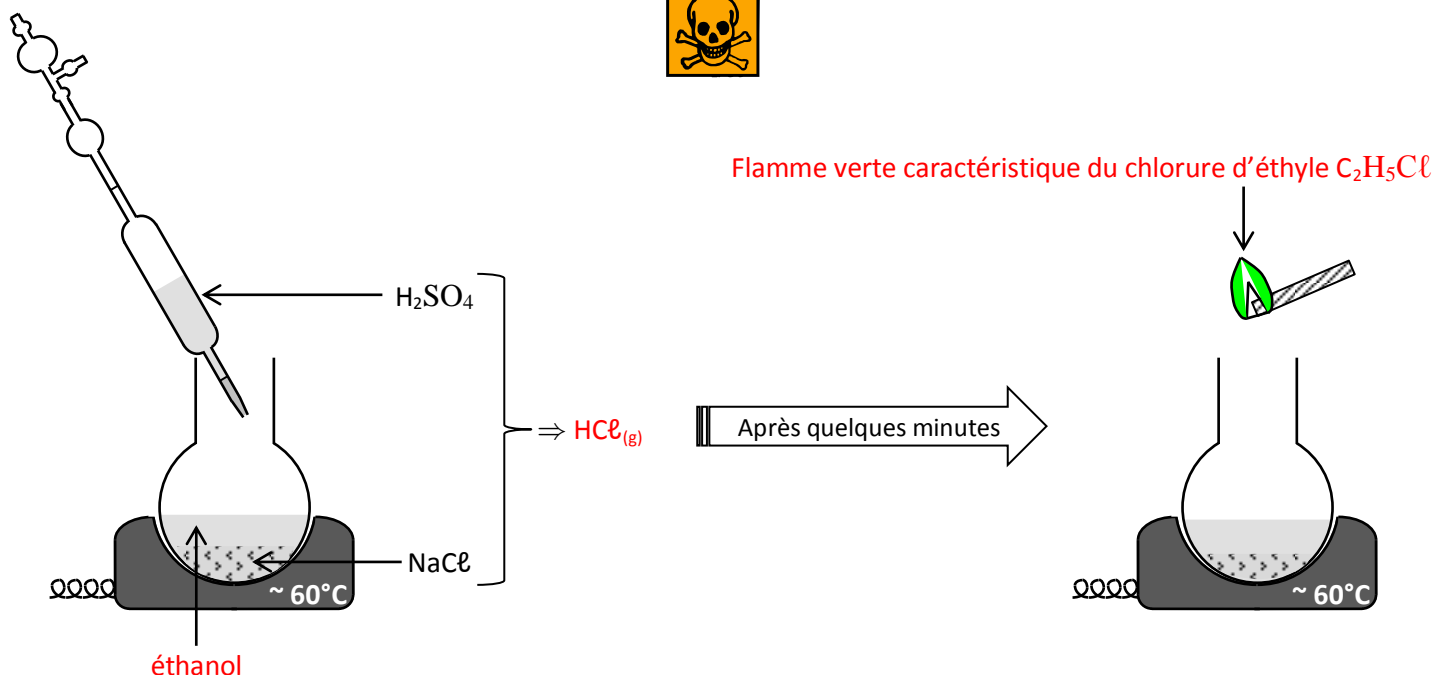 Flamme verte caractéristique du chlorure d'éthyle C₂H₅Cℓ
H₂SO₄
⇒ HCℓ(g)
Après quelques minutes
NaCℓ
~ 60°C
~ 60°C
éthanol